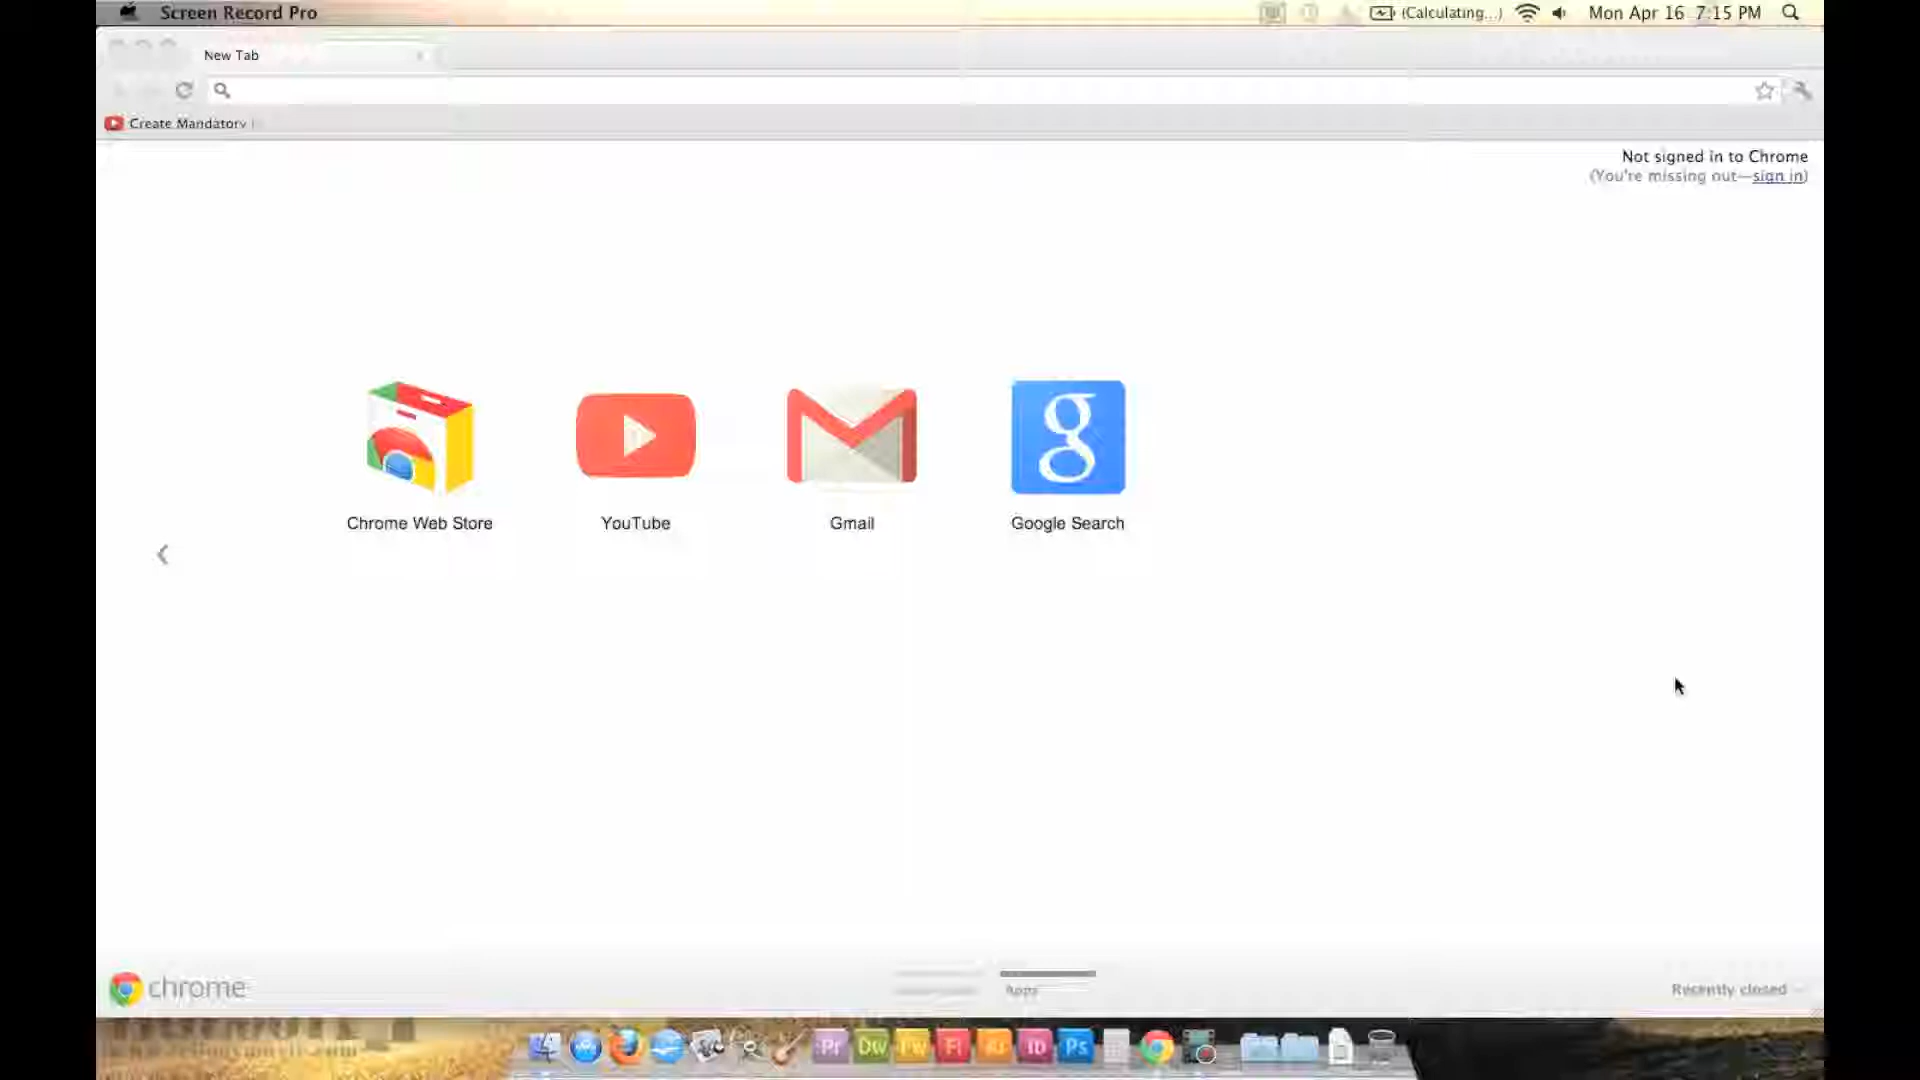 Screen Record Pro
(Calculating...)
Mon Apr 16 7:15 PM
New Tab
Create Mandatory
Not signed in to Chrome
(You're missing out—sign in)
Chrome Web Store
YouTube
Gmail
Google Search
chrome
Apps
Recently closed
Pr Dw Fw Fl Id Ps